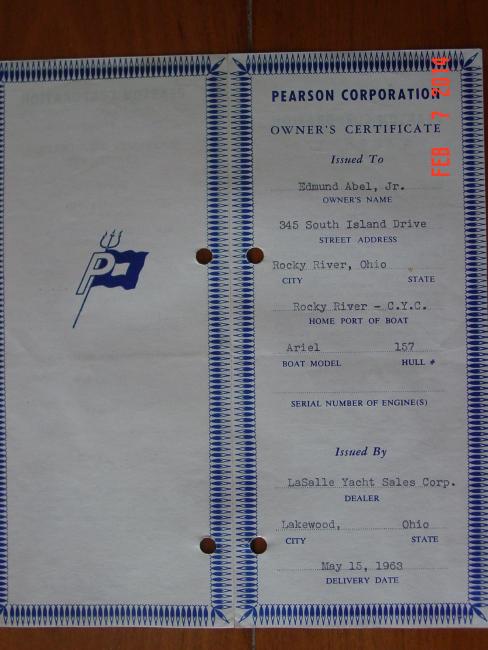 P
PEARSON CORPORATION
OWNER'S CERTIFICATE
Issued To
Edmund Abel, Jr.
OWNER'S NAME
345 South Island Drive
STREET ADDRESS
Rocky River, Ohio
CITY STATE
Rocky River - C.Y.C.
HOME PORT OF BOAT
Ariel 157
BOAT MODEL HULL #
SERIAL NUMBER OF ENGINE(S)
Issued By
LaSalle Yacht Sales Corp.
DEALER
Lakewood, Ohio
CITY STATE
May 15, 1963
DELIVERY DATE
FEB 7 2014